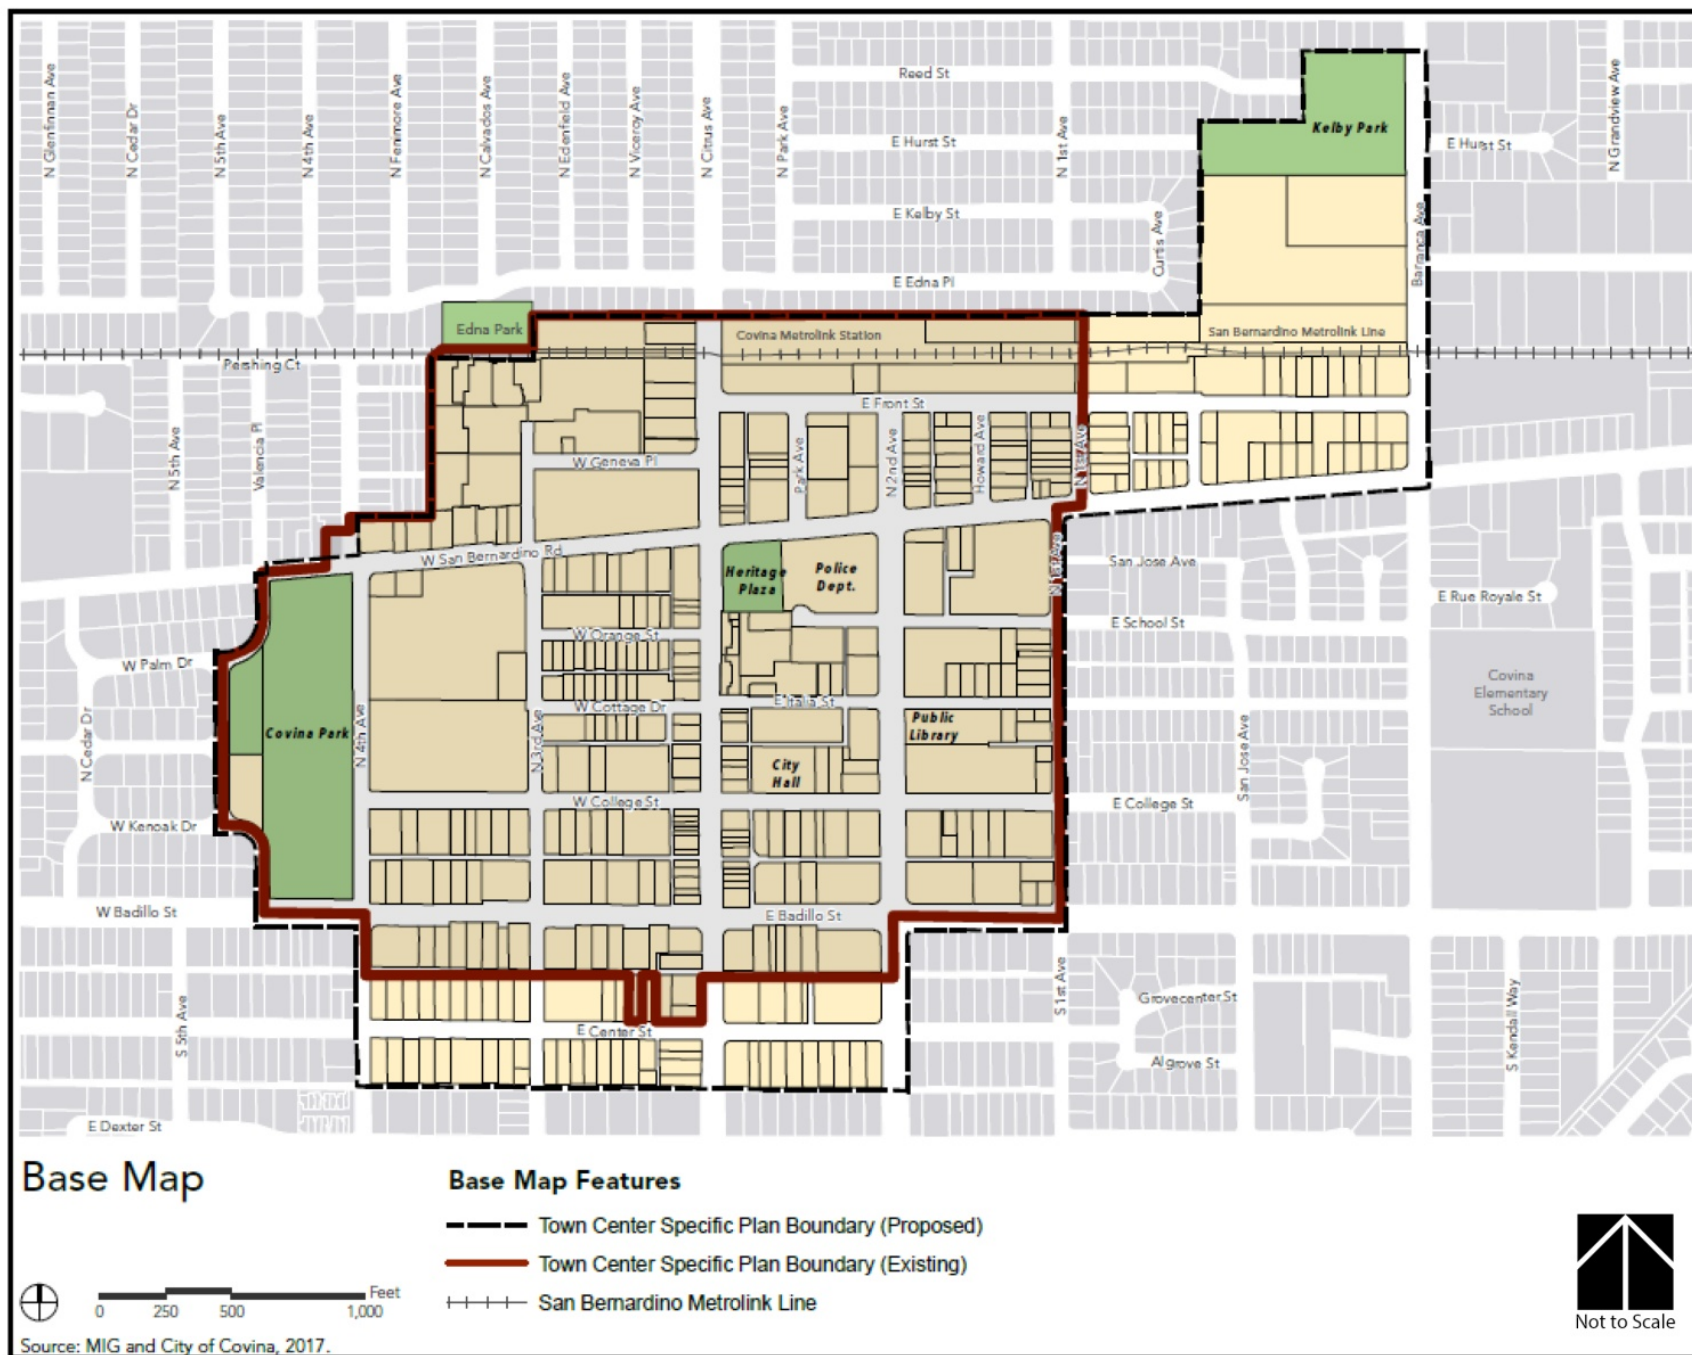 N Glenfinnan Ave
N Cedar Dr
N 5th Ave
N 4th Ave
N Fenimore Ave
N Calvados Ave
N Edenfield Ave
N Viceroy Ave
N Citrus Ave
N Park Ave
Reed St
E Hurst St
N 1st Ave
Kelby Park
E Hurst St
N Grandview Ave
E Kelby St
Curtis Ave
Barranca Ave
E Edna Pl
Edna Park
Covina Metrolink Station
San Bernardino Metrolink Line
Pershing Ct
E Front St
N 5th Ave
Valencia Pl
W Geneva Pl
Park Ave
N 2nd Ave
Howard Ave
N 1st Ave
W San Bernardino Rd
Heritage
Plaza
Police
Dept.
N 1st Ave
San Jose Ave
E Rue Royale St
W Orange St
E School St
W Palm Dr
N Cedar Dr
Covina Park
N 4th Ave
N 3rd Ave
W Cottage Dr
E Italia St
Public
Library
City
Hall
San Jose Ave
Covina
Elementary
School
W College St
E College St
W Kenoak Dr
W Badillo St
E Badillo St
S 5th Ave
E Center St
S 1st Ave
Grovecenter St
Algrove St
S Kendall Way
E Dexter St
Base Map
Base Map Features
Town Center Specific Plan Boundary (Proposed)
Town Center Specific Plan Boundary (Existing)
San Bernardino Metrolink Line
Feet
0 250 500 1,000
Not to Scale
Source: MIG and City of Covina, 2017.